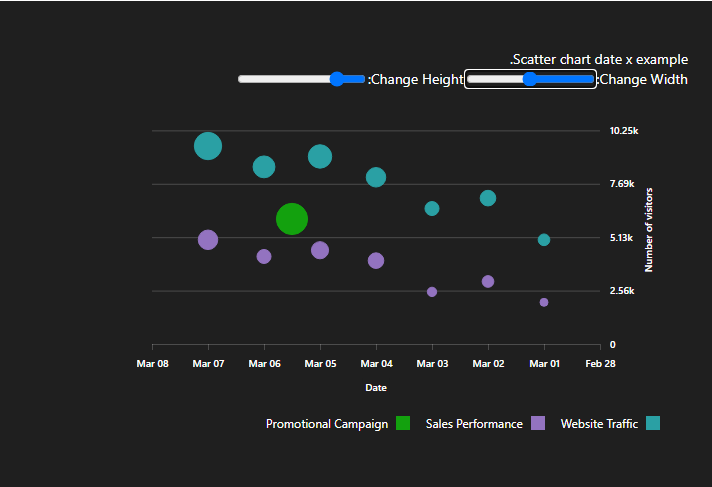 .Scatter chart date x example
:Change Height :Change Width
10.25k
7.69k
5.13k
2.56k
0
Number of visitors
Mar 08 Mar 07 Mar 06 Mar 05 Mar 04 Mar 03 Mar 02 Mar 01 Feb 28
Date
Promotional Campaign Sales Performance Website Traffic